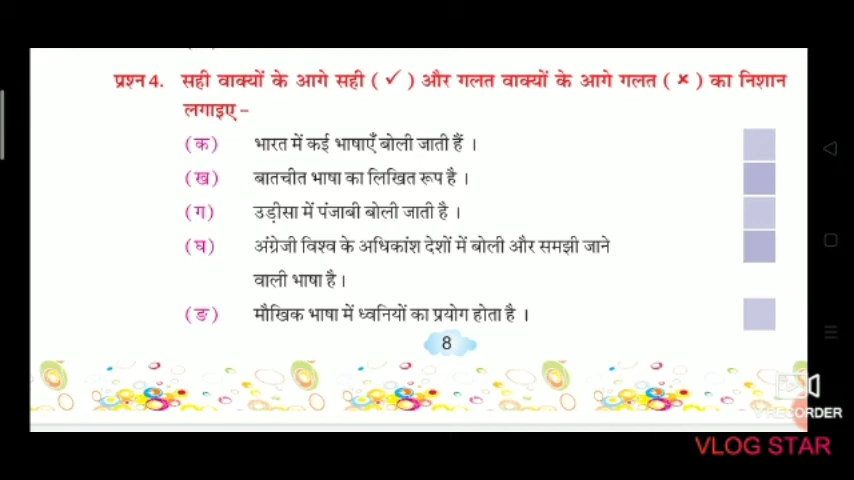 प्रश्न 4. सही वाक्यों के आगे सही ( ✓ ) और गलत वाक्यों के आगे गलत ( × ) का निशान
लगाइए –
(क) भारत में कई भाषाएँ बोली जाती हैं ।
(ख) बातचीत भाषा का लिखित रूप है ।
(ग) उड़ीसा में पंजाबी बोली जाती है ।
(घ) अंग्रेजी विश्व के अधिकांश देशों में बोली और समझी जाने
वाली भाषा है ।
(ङ) मौखिक भाषा में ध्वनियों का प्रयोग होता है ।
8
VLOG STAR